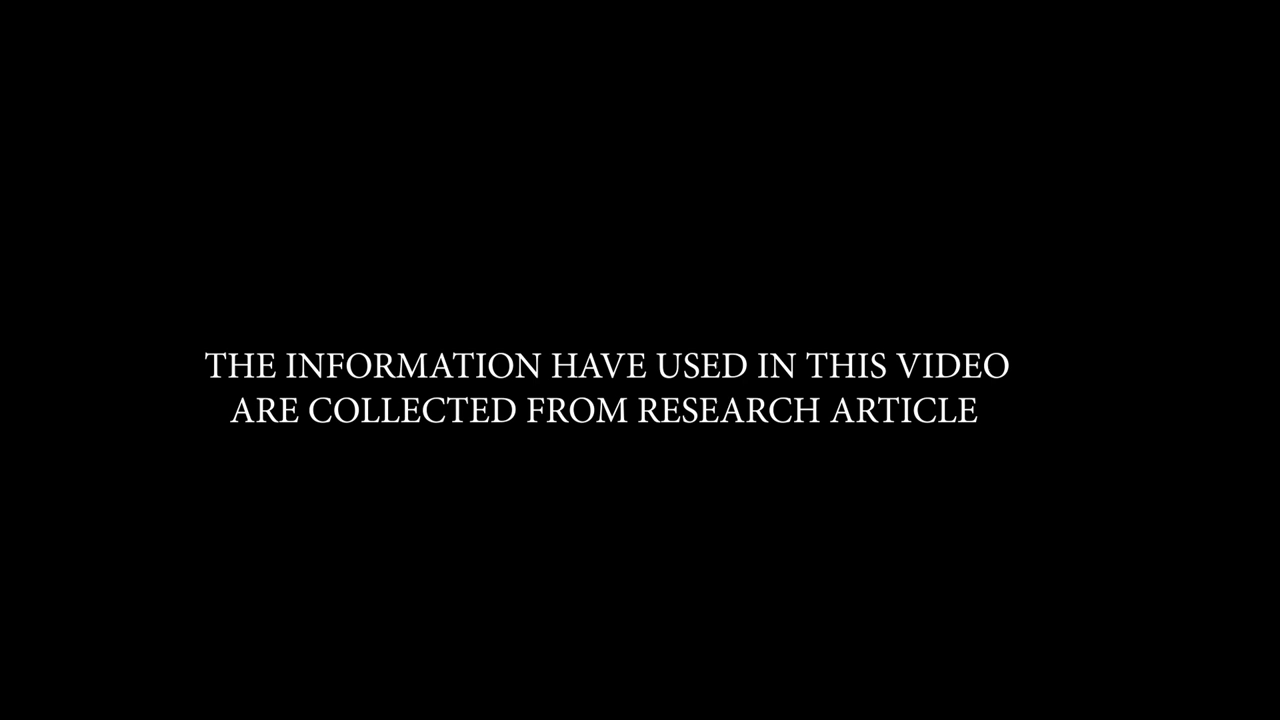 THE INFORMATION HAVE USED IN THIS VIDEO
ARE COLLECTED FROM RESEARCH ARTICLE